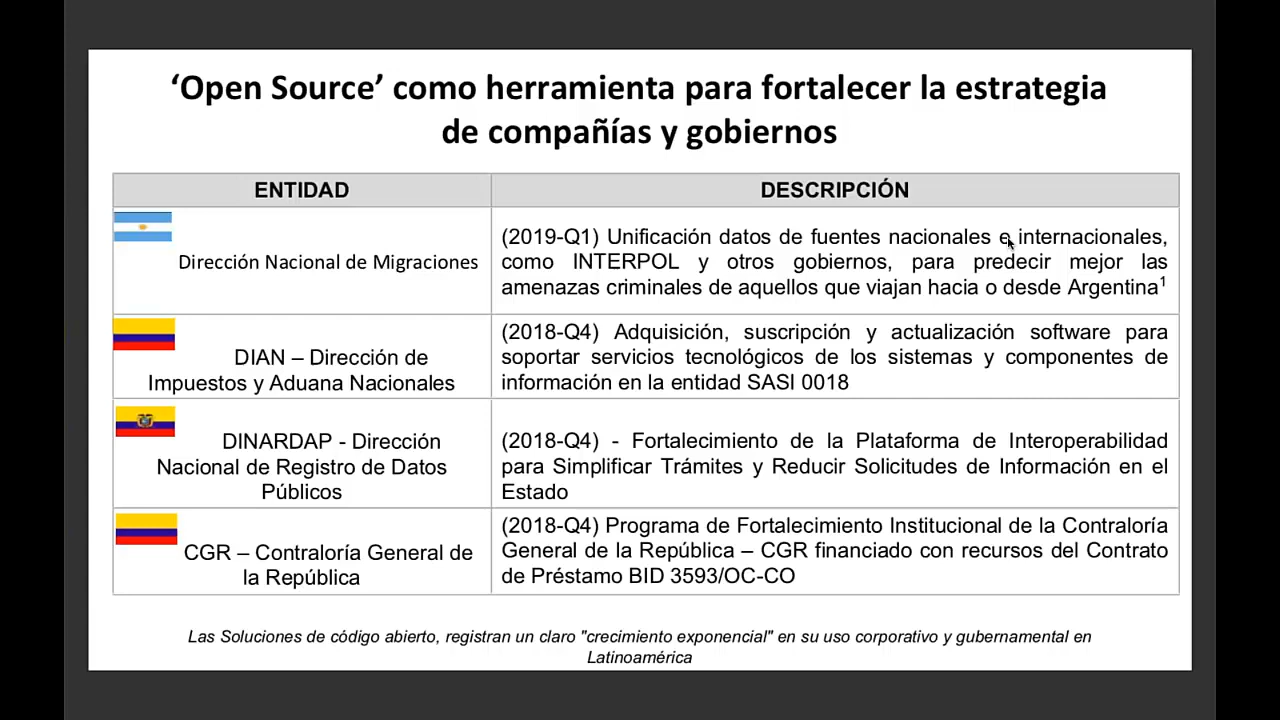 ‘Open Source’ como herramienta para fortalecer la estrategia
de compañías y gobiernos
ENTIDAD
DESCRIPCIÓN
Dirección Nacional de Migraciones
(2019-Q1) Unificación datos de fuentes nacionales e internacionales,
como INTERPOL y otros gobiernos, para predecir mejor las
amenazas criminales de aquellos que viajan hacia o desde Argentina¹
DIAN – Dirección de
Impuestos y Aduana Nacionales
(2018-Q4) Adquisición, suscripción y actualización software para
soportar servicios tecnológicos de los sistemas y componentes de
información en la entidad SASI 0018
DINARDAP - Dirección
Nacional de Registro de Datos
Públicos
(2018-Q4) - Fortalecimiento de la Plataforma de Interoperabilidad
para Simplificar Trámites y Reducir Solicitudes de Información en el
Estado
CGR – Contraloría General de
la República
(2018-Q4) Programa de Fortalecimiento Institucional de la Contraloría
General de la República – CGR financiado con recursos del Contrato
de Préstamo BID 3593/OC-CO
Las Soluciones de código abierto, registran un claro "crecimiento exponencial" en su uso corporativo y gubernamental en
Latinoamérica